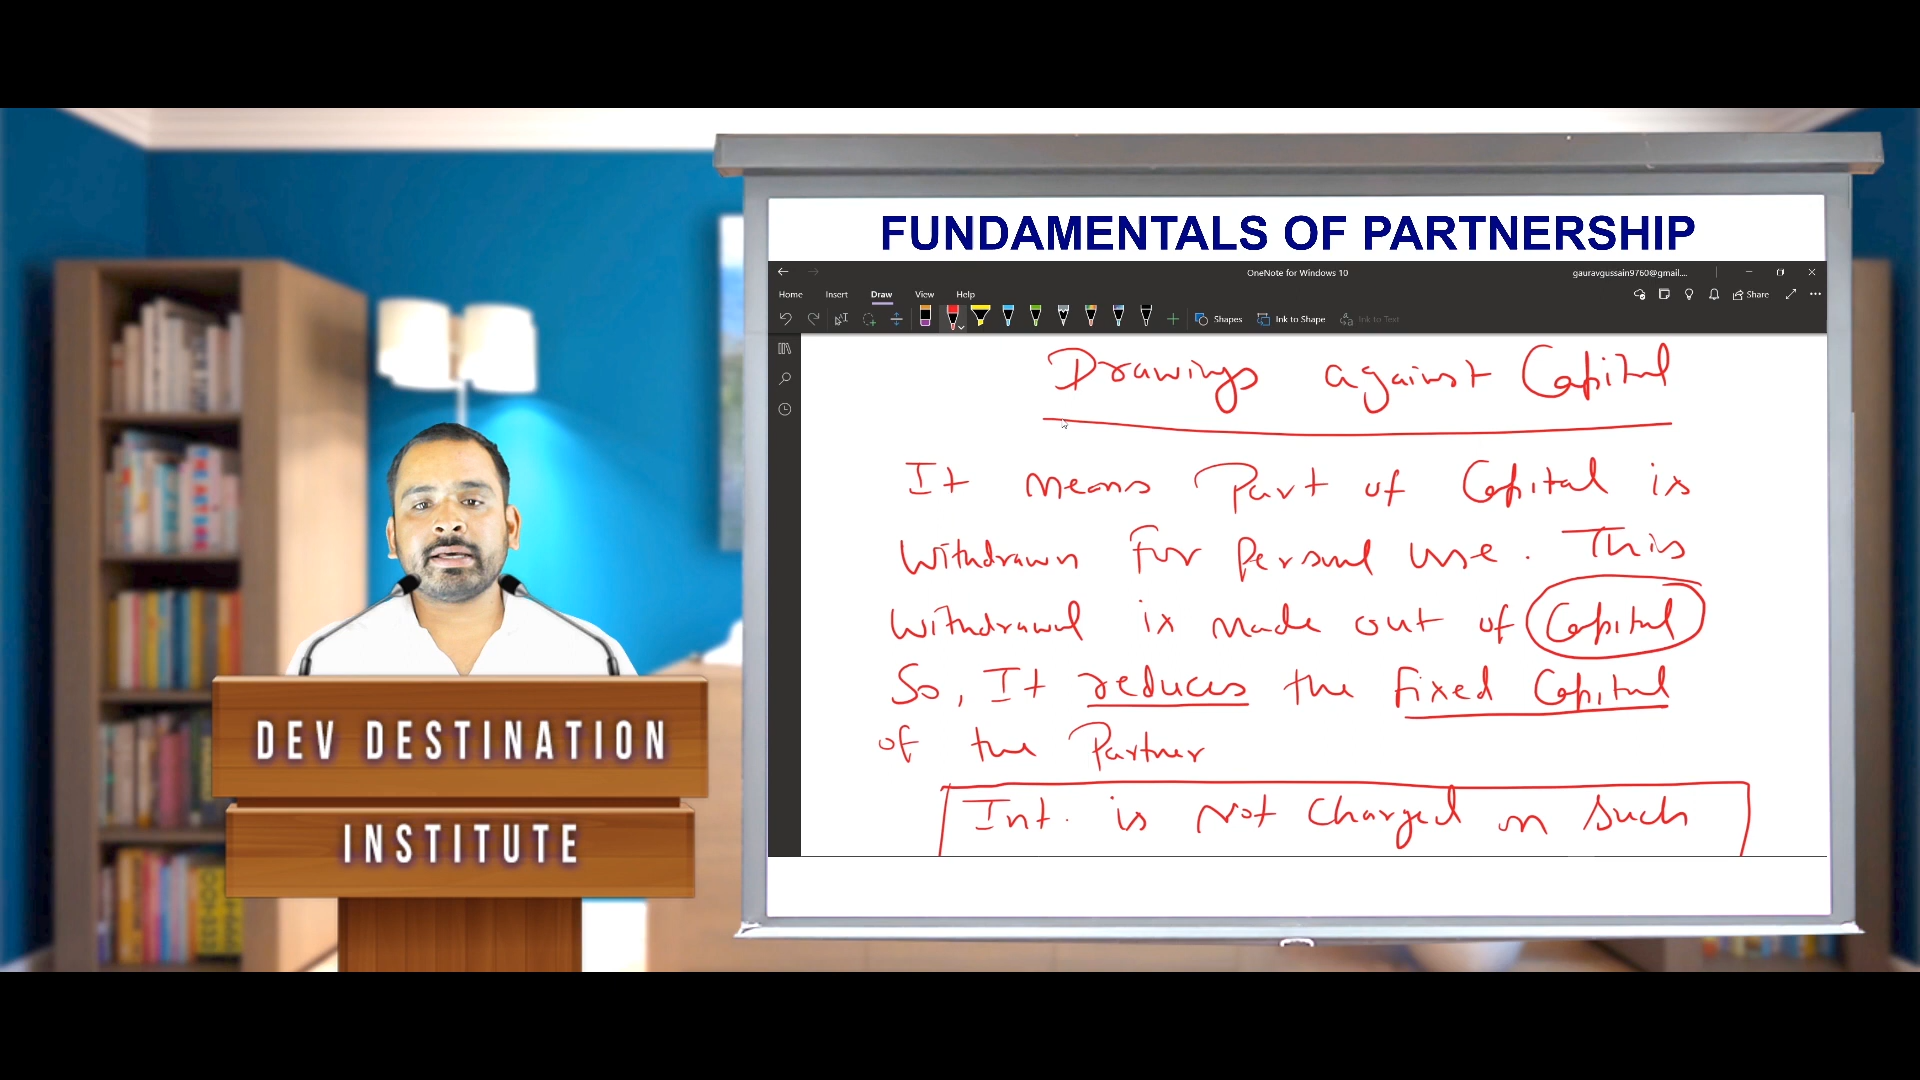 FUNDAMENTALS OF PARTNERSHIP
OneNote for Windows 10
gauravgussain9760@gmail....
Home Insert Draw View Help
Share
Shapes Ink to Shape Ink to Text
Drawings against Capital
It means Part of Capital is
withdrawn for Personal use. This
withdrawal is made out of Capital
So, It reduces the fixed Capital
of the Partner
Int. is not charged on such
DEV DESTINATION
INSTITUTE